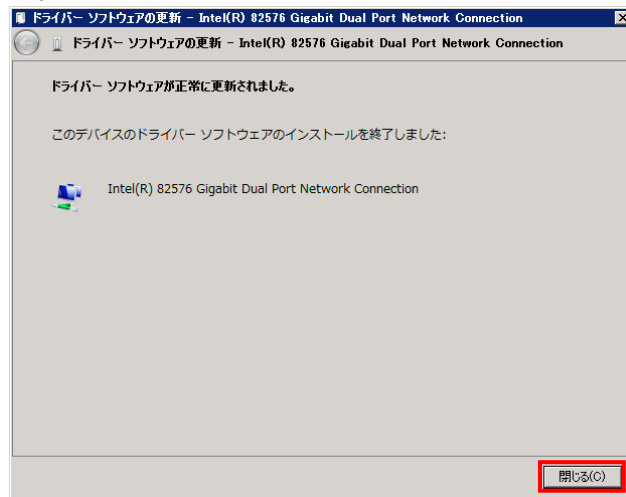 ドライバー ソフトウェアの更新 - Intel(R) 82576 Gigabit Dual Port Network Connection
ドライバー ソフトウェアの更新 - Intel(R) 82576 Gigabit Dual Port Network Connection
ドライバー ソフトウェアが正常に更新されました。
このデバイスのドライバー ソフトウェアのインストールを終了しました:
Intel(R) 82576 Gigabit Dual Port Network Connection
閉じる(C)